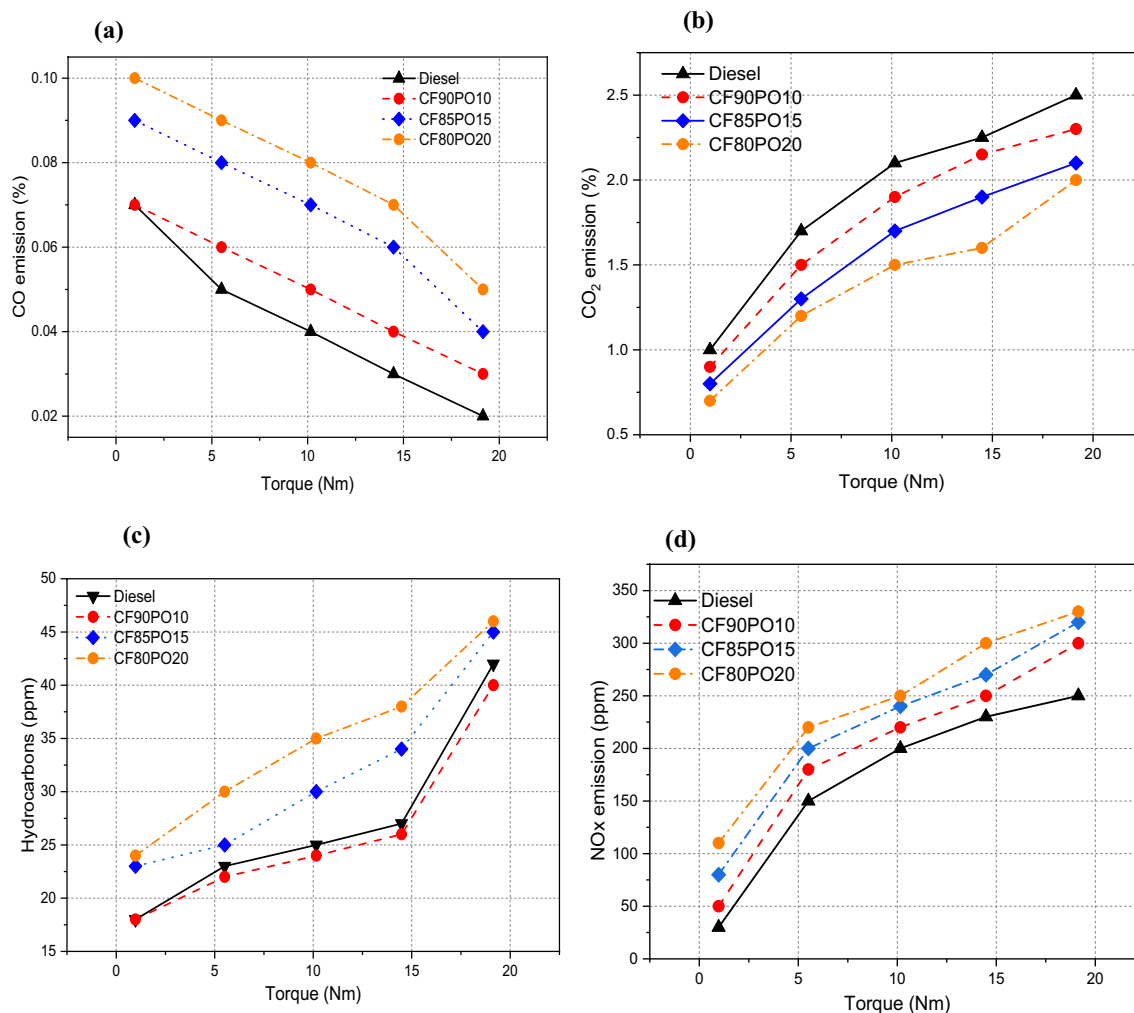 (a)
CO emission (%)
0.10
0.08
0.06
0.04
0.02
Diesel
CF90PO10
CF85PO15
CF80PO20
0 5 10 15 20
Torque (Nm)
(b)
CO₂ emission (%)
2.5
2.0
1.5
1.0
0.5
Diesel
CF90PO10
CF85PO15
CF80PO20
0 5 10 15 20
Torque (Nm)
(c)
Hydrocarbons (ppm)
50
45
40
35
30
25
20
15
Diesel
CF90PO10
CF85PO15
CF80PO20
0 5 10 15 20
Torque (Nm)
(d)
NOx emission (ppm)
350
300
250
200
150
100
50
0
Diesel
CF90PO10
CF85PO15
CF80PO20
0 5 10 15 20
Torque (Nm)